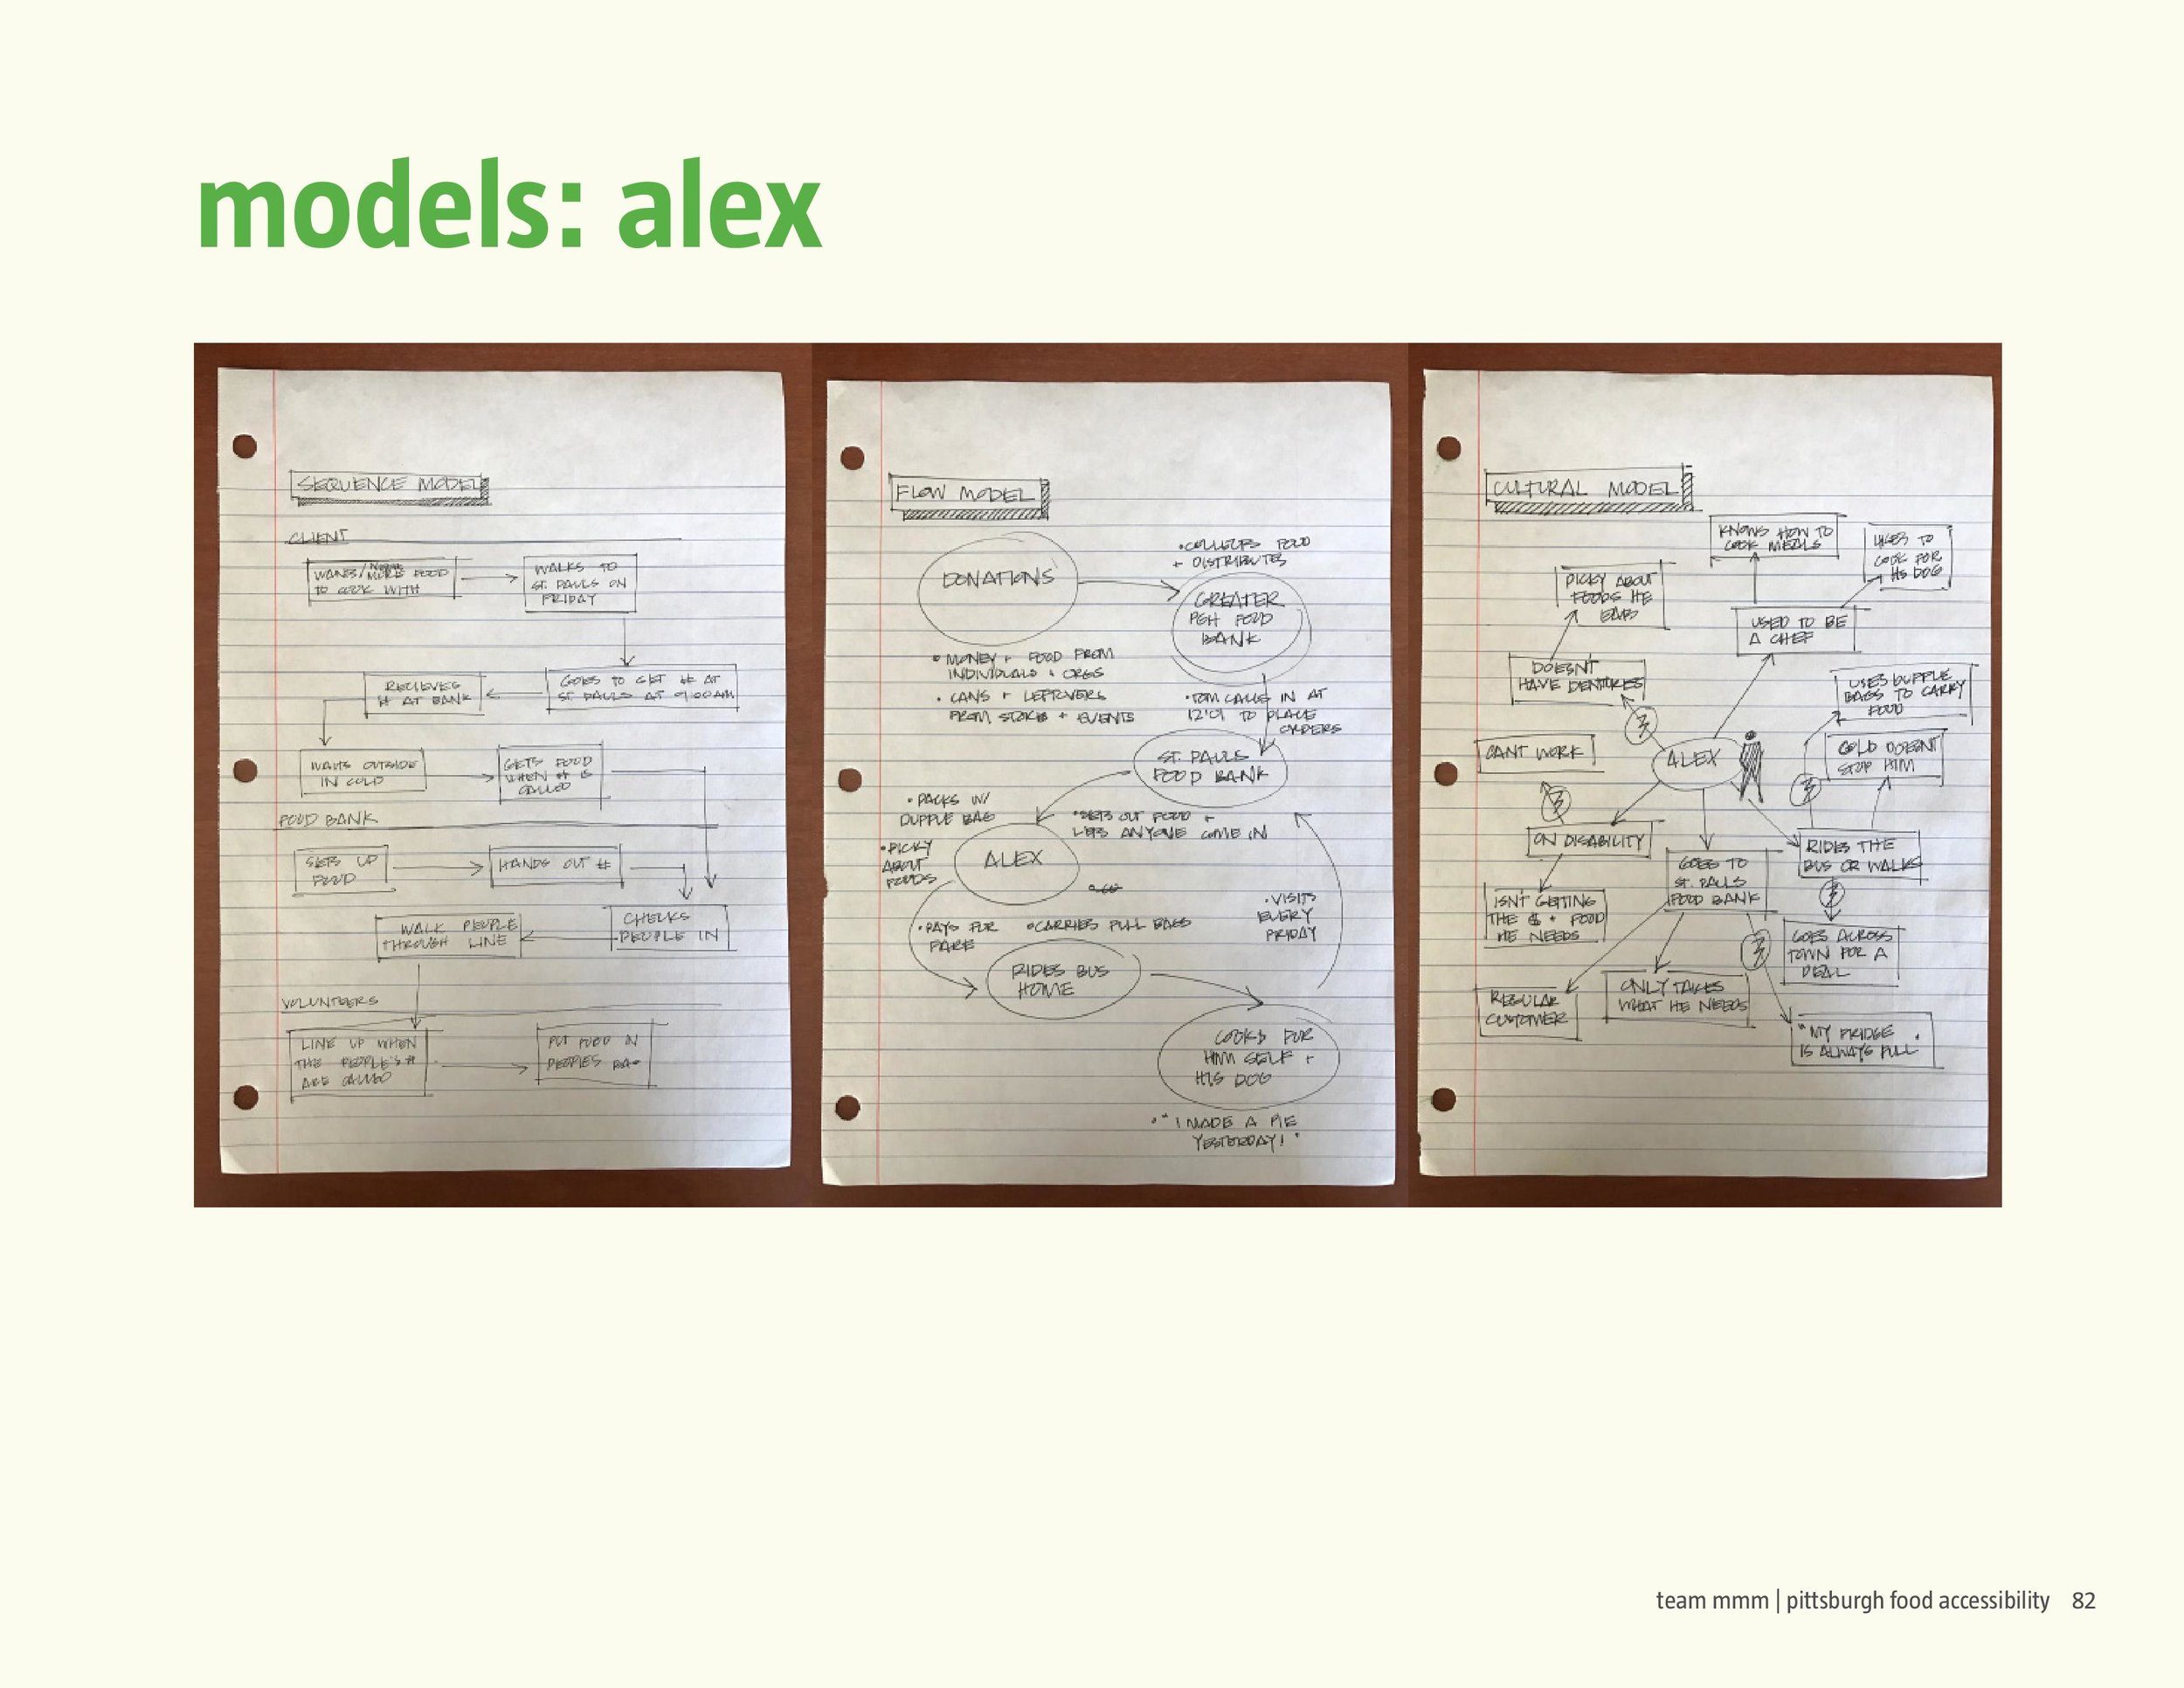 models: alex
SEQUENCE MODEL
CLIENT
WANTS/NEEDS
MORE FOOD
TO COOK WITH
WALKS TO
ST. PAULS ON
FRIDAY
GOES TO GET # AT
ST. PAULS AT 9:00AM
RECIEVES
# AT BANK
WAITS OUTSIDE
IN COLD
GETS FOOD
WHEN # IS
CALLED
FOOD BANK
SETS UP
FOOD
HANDS OUT #
CHECKS
PEOPLE IN
WALK PEOPLE
THROUGH LINE
VOLUNTEERS
LINE UP WHEN
THE PEOPLE'S #
ARE CALLED
PUT FOOD IN
PEOPLES BAG
FLOW MODEL
DONATIONS
• COLLECTS FOOD
+ DISTRIBUTES
GREATER
PGH FOOD
BANK
• MONEY + FOOD FROM
INDIVIDUALS + ORGS
• CANS + LEFTOVERS
FROM STORES + EVENTS
• TOM CALLS IN AT
12:01 TO PLACE
ORDERS
ST. PAULS
FOOD BANK
• PACKS W/
DUFFLE BAG
• SETS OUT FOOD +
LETS ANYONE COME IN
• PICKY
ABOUT
FOODS
ALEX
• PAYS FOR
FARE
• CARRIES FULL BAGS
• VISITS
EVERY
FRIDAY
RIDES BUS
HOME
COOKS FOR
HIM SELF +
HIS DOG
• "I MADE A PIE
YESTERDAY!"
CULTURAL MODEL
KNOWS HOW TO
COOK MEALS
LIKES TO
COOK FOR
HIS DOG
PICKY ABOUT
FOODS HE
EATS
USED TO BE
A CHEF
DOESN'T
HAVE DENTURES
USES DUFFLE
BAGS TO CARRY
FOOD
CANT WORK
ALEX
COLD DOESNT
STOP HIM
ON DISABILITY
GOES TO
ST. PAULS
FOOD BANK
RIDES THE
BUS OR WALKS
ISN'T GETTING
THE $ + FOOD
HE NEEDS
GOES ACROSS
TOWN FOR A
DEAL
REGULAR
CUSTOMER
ONLY TAKES
WHAT HE NEEDS
"MY FRIDGE
IS ALWAYS FULL"
team mmm | pittsburgh food accessibility 82